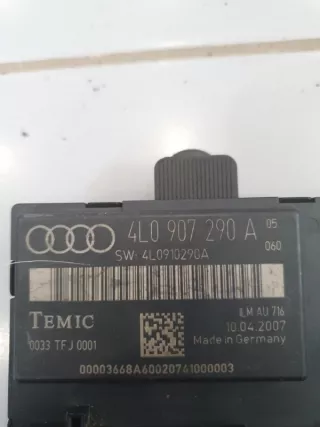 4L0 907 290 A 05
060
SW: 4L0910290A
TEMIC
ILM AU 716
10.04.2007
0033 TFJ 0001
Made in Germany
00003668A60020741000003